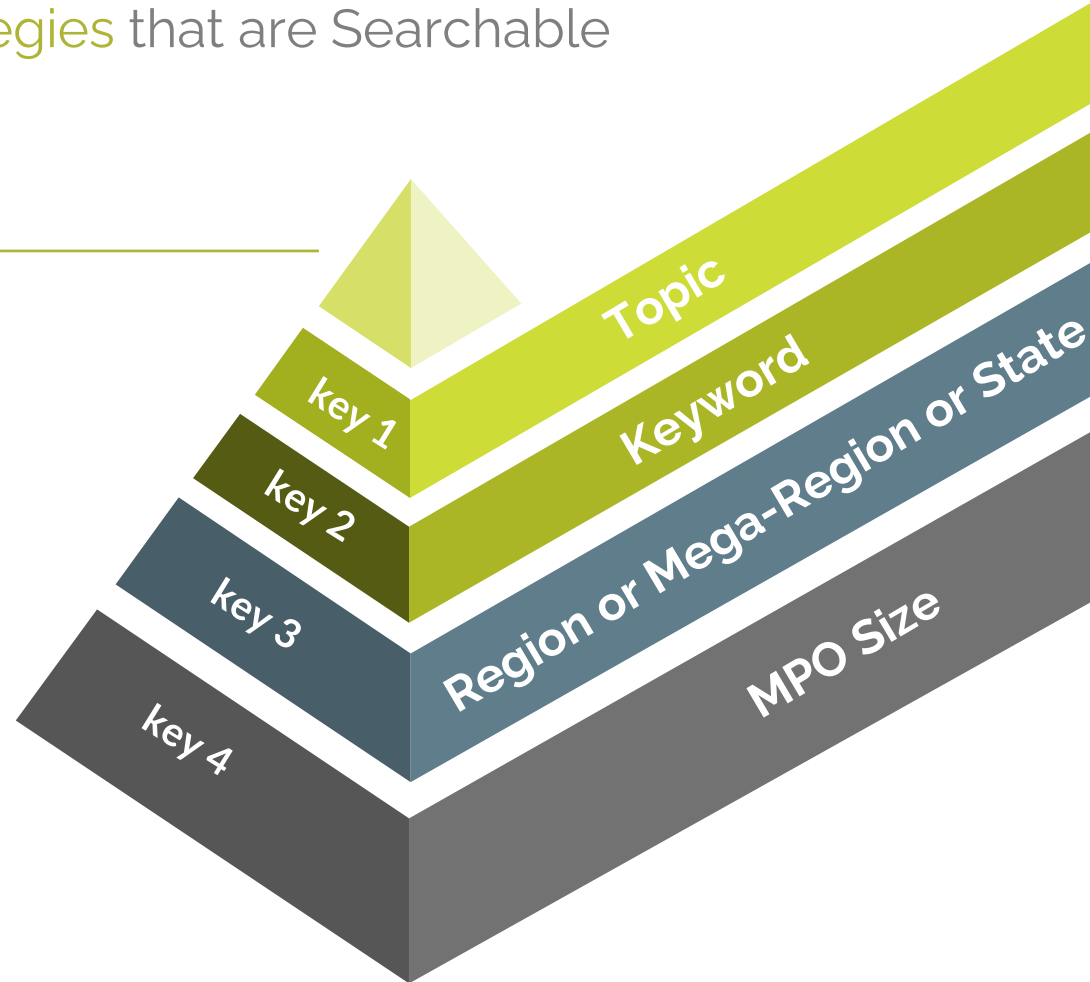 egies that are Searchable
key 1
Topic
key 2
Keyword
key 3
Region or Mega-Region or State
key 4
MPO Size